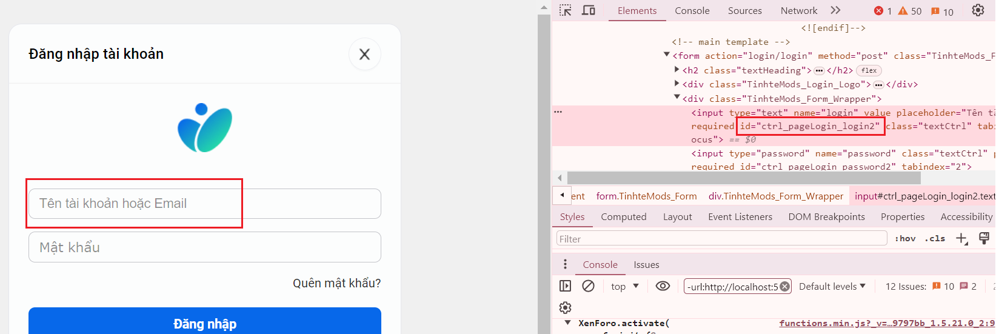 Đăng nhập tài khoản
X
Tên tài khoản hoặc Email
Mật khẩu
Quên mật khẩu?
Đăng nhập
Elements Console Sources Network 1 50 10
<![endif]-->
<!-- main template -->
<form action="login/login" method="post" class="TinhteMods_F
<h2 class="textHeading"> ••• </h2> flex
<div class="TinhteMods_Login_Logo"> ••• </div>
<div class="TinhteMods_Form_Wrapper">
<input type="text" name="login" value placeholder="Tên tà
required id="ctrl_pageLogin_login2" class="textCtrl" tabi
ocus"> == $0
<input type="password" name="password" class="textCtrl" p
required id="ctrl_pageLogin_password2" tabindex="2">
ent form.TinhteMods_Form div.TinhteMods_Form_Wrapper input#ctrl_pageLogin_login2.text
Styles Computed Layout Event Listeners DOM Breakpoints Properties Accessibility
Filter :hov .cls
Console Issues
top -url:http://localhost:5 Default levels 12 Issues: 10 2
XenForo.activate( functions.min.js?_v=…9797bb_1.5.21.0_2:9